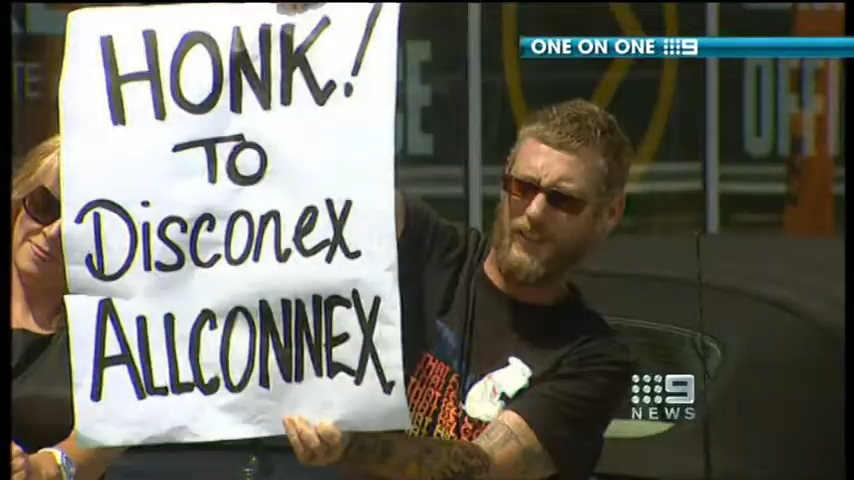 HONK!
TO
DISCONEX
ALLCONNEX
ONE ON ONE 9
9
NEWS